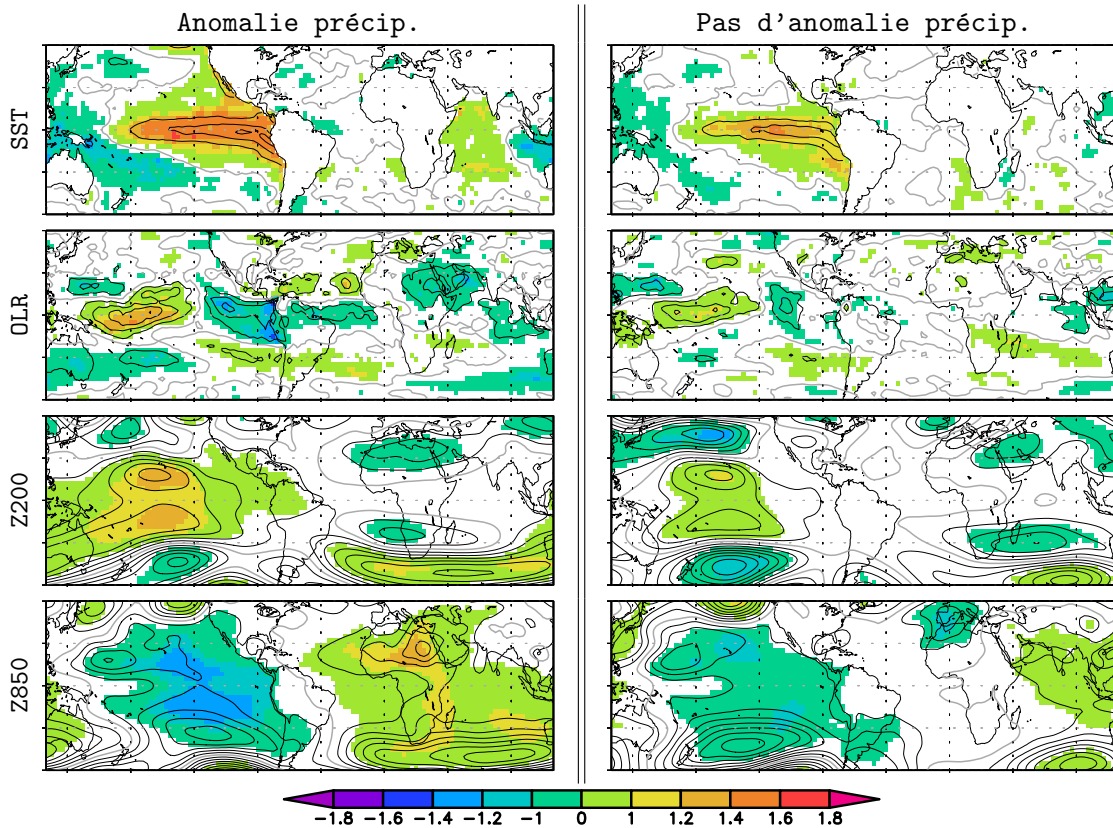 Anomalie précip.
Pas d'anomalie précip.
SST
OLR
Z200
Z850
-1.8 -1.6 -1.4 -1.2 -1 0 1 1.2 1.4 1.6 1.8